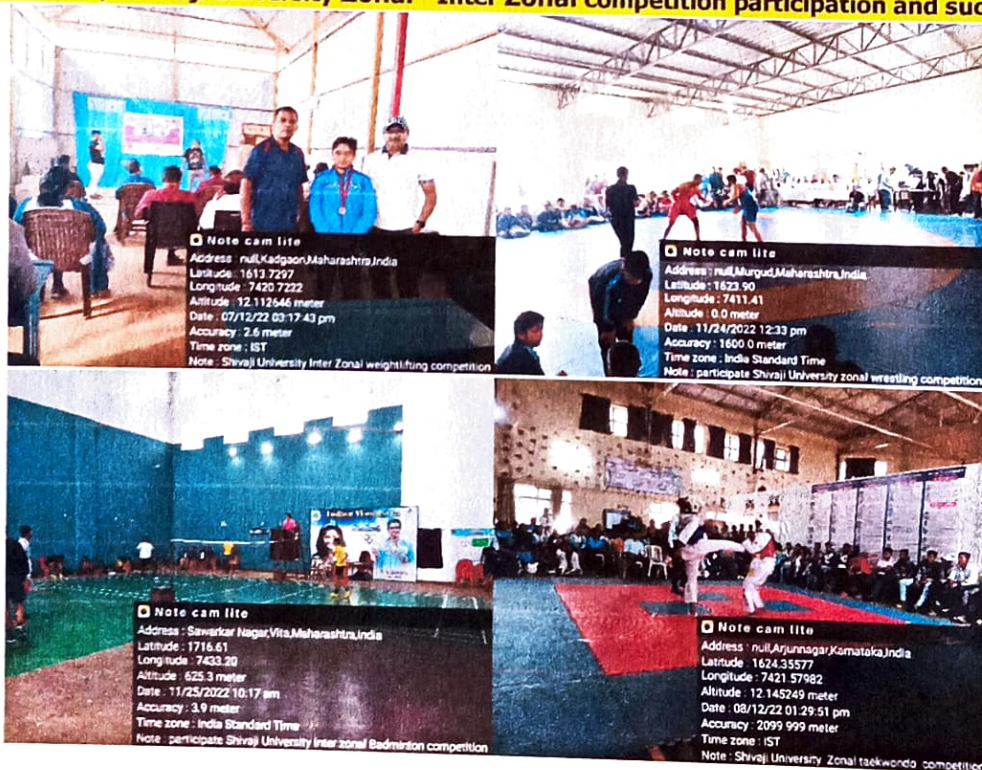 University Zonal - Inter Zonal competition participation and suc
Note cam lite
Address : null,Kadgaon,Maharashtra,India
Latitude : 1613.7297
Longitude : 7420.7222
Altitude : 12.112646 meter
Date : 07/12/22 03:17:43 pm
Accuracy : 2.6 meter
Time zone : IST
Note : Shivaji University Inter Zonal weightlifting competition
Note cam lite
Address : null,Murgud,Maharashtra,India
Latitude : 1623.90
Longitude : 7411.41
Altitude : 0.0 meter
Date : 11/24/2022 12:33 pm
Accuracy : 1600.0 meter
Time zone : India Standard Time
Note : participate Shivaji University zonal wrestling competition
Note cam lite
Address : Sawarkar Nagar,Vita,Maharashtra,India
Latitude : 1716.61
Longitude : 7433.20
Altitude : 625.3 meter
Date : 11/25/2022 10:17 am
Accuracy : 3.9 meter
Time zone : India Standard Time
Note : participate Shivaji University inter zonal Badminton competition
Note cam lite
Address : null,Arjunnagar,Karnataka,India
Latitude : 1624.35577
Longitude : 7421.57982
Altitude : 12.145249 meter
Date : 08/12/22 01:29:51 pm
Accuracy : 2099.999 meter
Time zone : IST
Note : Shivaji University Zonal taekwondo competition